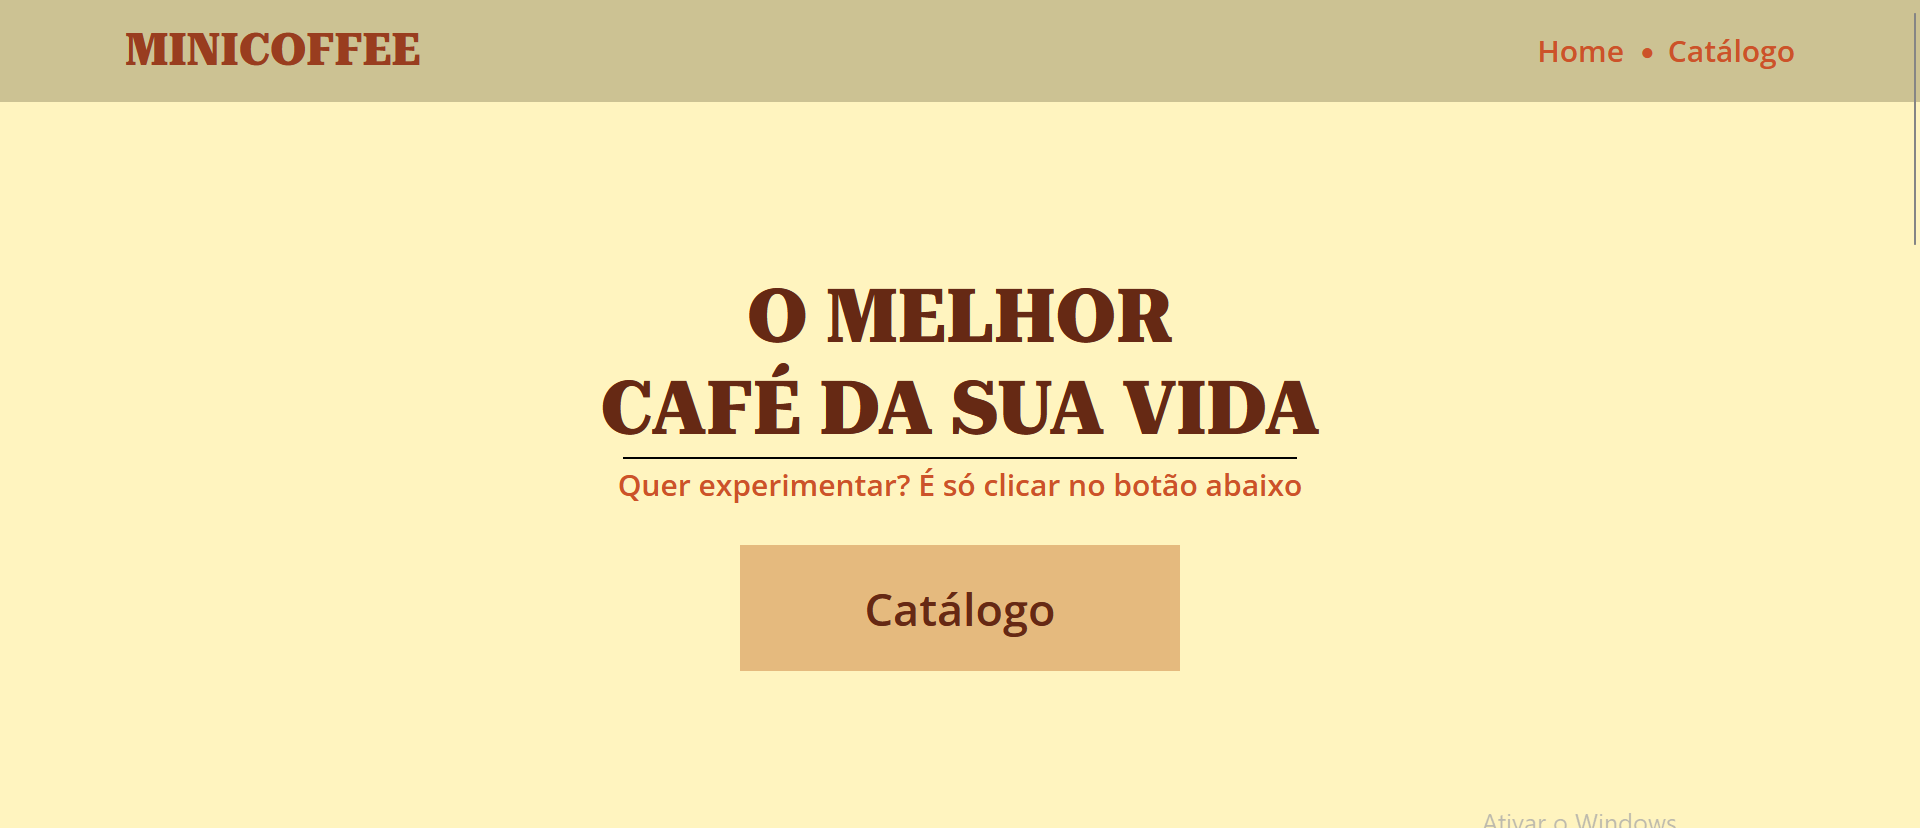 MINICOFFEE
Home • Catálogo
O MELHOR
CAFÉ DA SUA VIDA
Quer experimentar? É só clicar no botão abaixo
Catálogo
Ativar o Windows